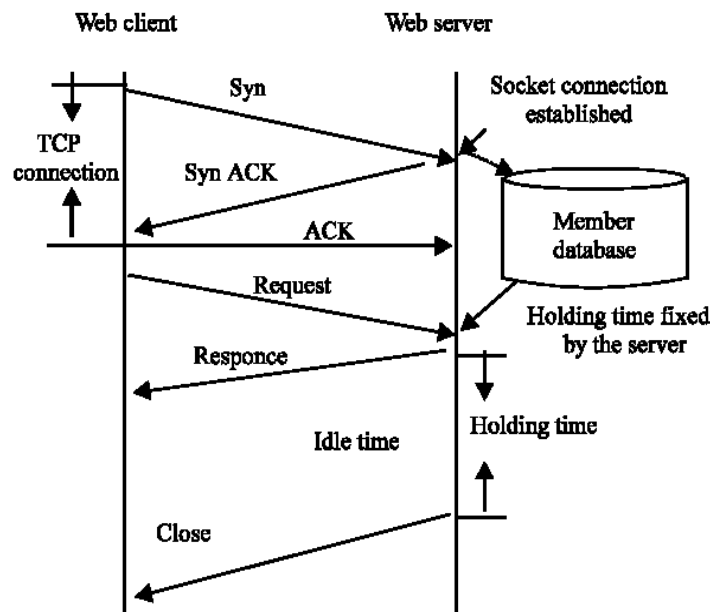 Web client
Web server
Syn
Socket connection
established
TCP
connection
Syn ACK
Member
database
ACK
Request
Holding time fixed
by the server
Responce
Idle time
Holding time
Close